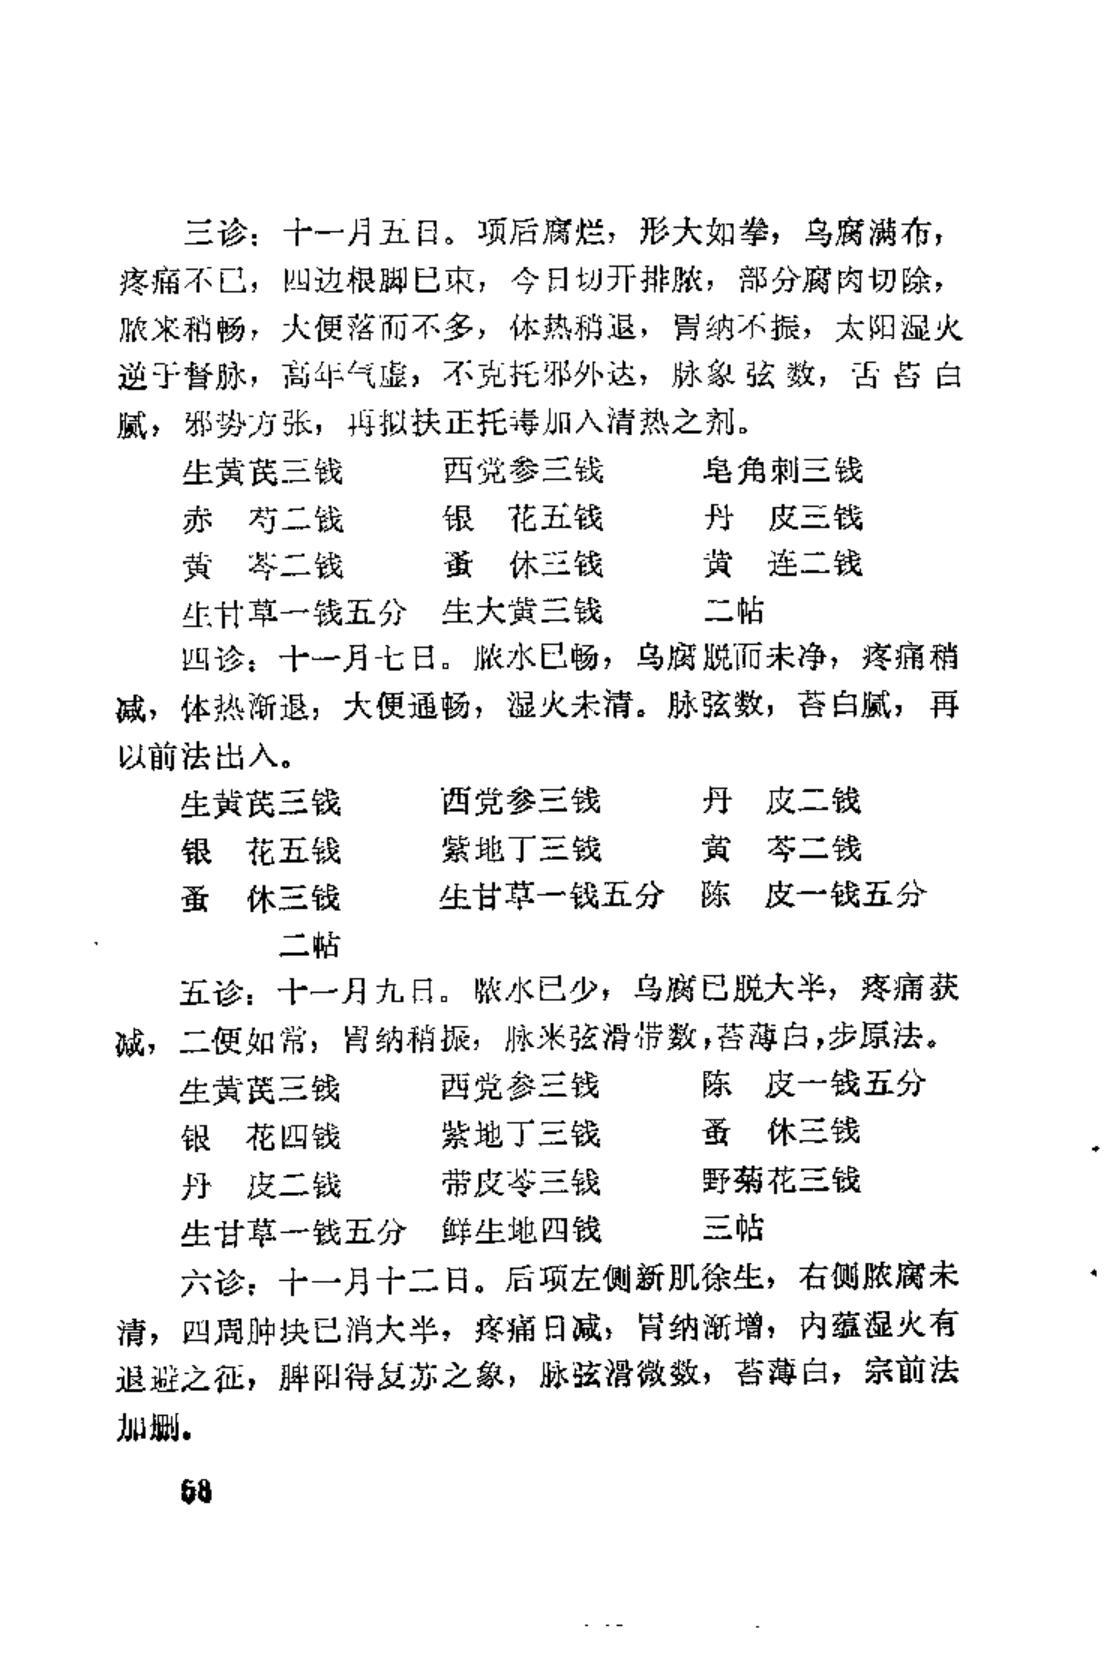 三诊：十一月五日。项后腐烂，形大如拳，乌腐满布，
疼痛不已，四边根脚已束，今日切开排脓，部分腐肉切除，
脓来稍畅，大便落而不多，体热稍退，胃纳不振，太阳湿火
逆于督脉，高年气虚，不克托邪外达，脉象弦数，舌苔白
腻，邪势方张，再拟扶正托毒加入清热之剂。
生黄芪三钱 西党参三钱 皂角刺三钱
赤 芍二钱 银 花五钱 丹 皮三钱
黄 芩二钱 蚤 休三钱 黄 连二钱
生甘草一钱五分 生大黄三钱 二帖
四诊：十一月七日。脓水已畅，乌腐脱而未净，疼痛稍
减，体热渐退，大便通畅，湿火未清。脉弦数，苔白腻，再
以前法出入。
生黄芪三钱 西党参三钱 丹 皮二钱
银 花五钱 紫地丁三钱 黄 芩二钱
蚤 休三钱 生甘草一钱五分 陈 皮一钱五分
二帖
五诊：十一月九日。脓水已少，乌腐已脱大半，疼痛获
减，二便如常，胃纳稍振，脉来弦滑带数，苔薄白，步原法。
生黄芪三钱 西党参三钱 陈 皮一钱五分
银 花四钱 紫地丁三钱 蚤 休三钱
丹 皮二钱 带皮苓三钱 野菊花三钱
生甘草一钱五分 鲜生地四钱 三帖
六诊：十一月十二日。后项左侧新肌徐生，右侧脓腐未
清，四周肿块已消大半，疼痛日减，胃纳渐增，内蕴湿火有
退避之征，脾阳得复苏之象，脉弦滑微数，苔薄白，宗前法
加删。
68